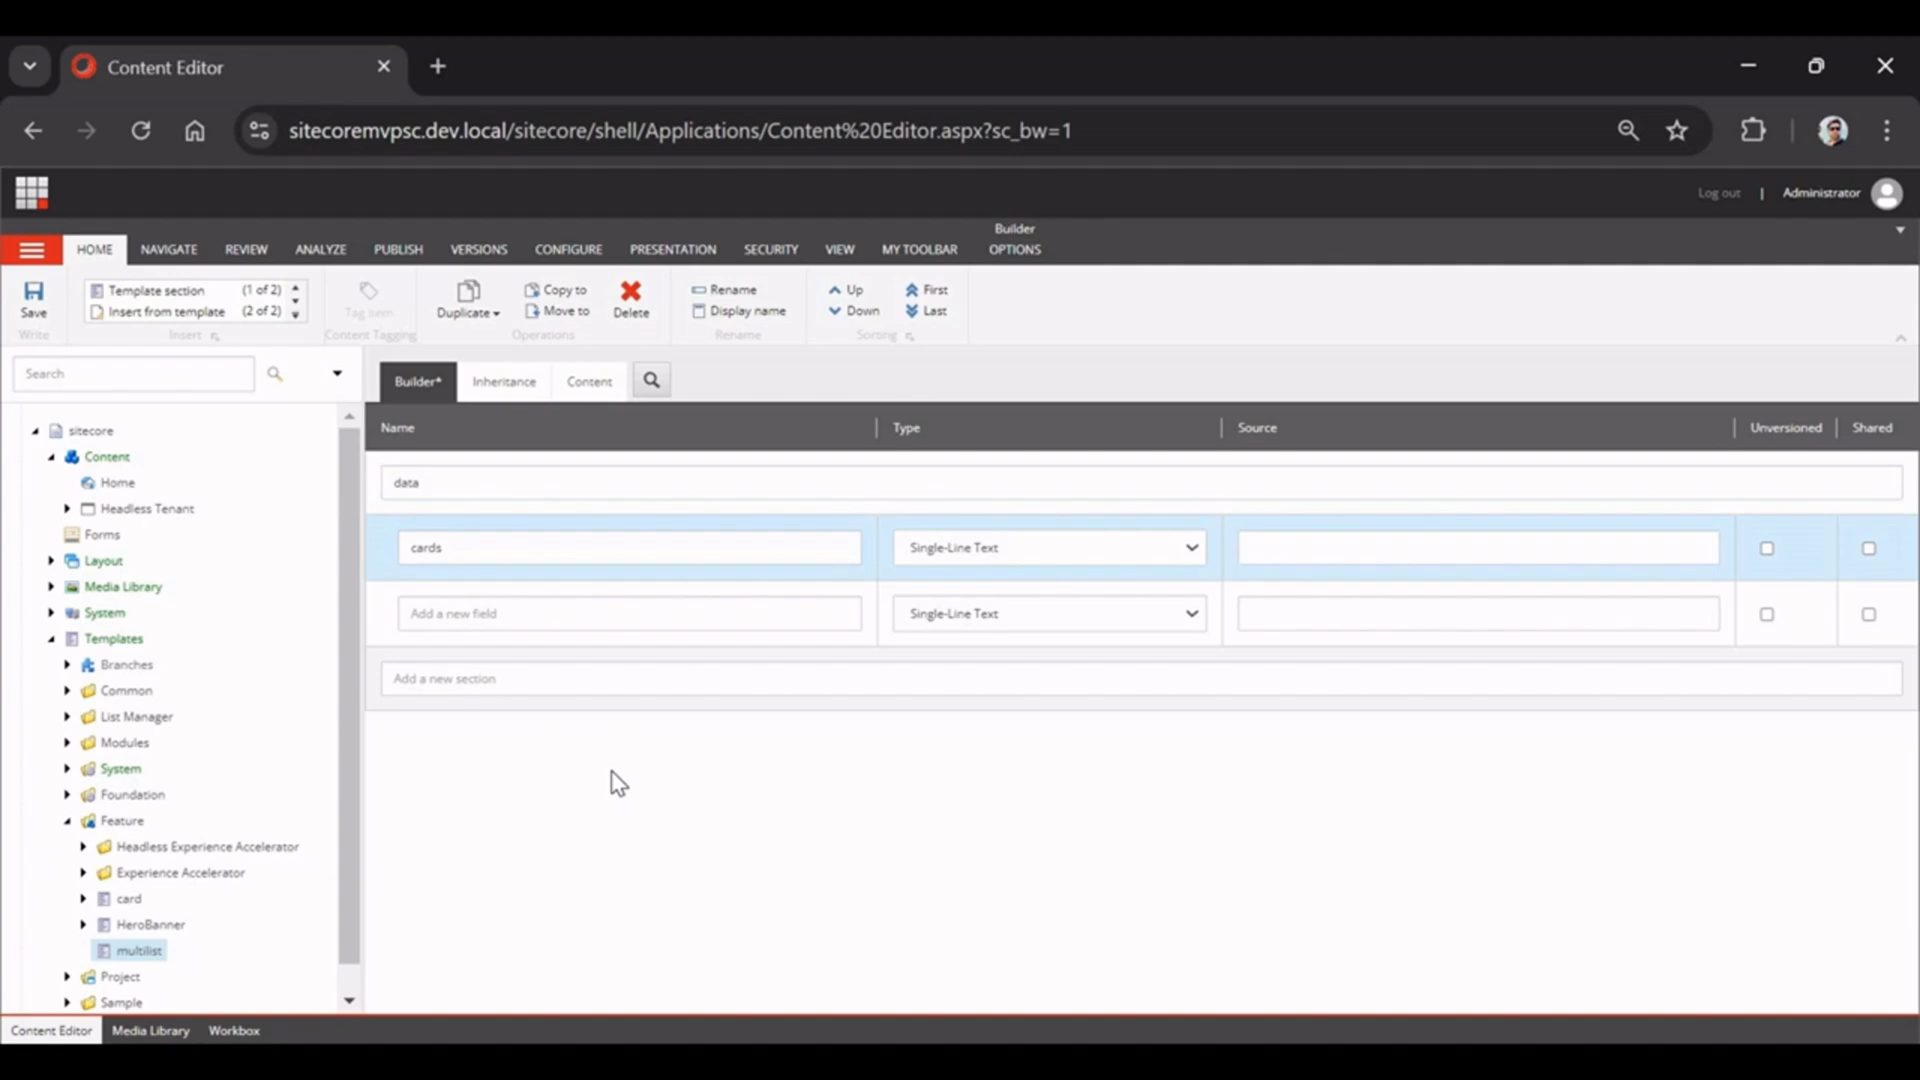 Content Editor
sitecoremvpsc.dev.local/sitecore/shell/Applications/Content%20Editor.aspx?sc_bw=1
Log out | Administrator
Builder
HOME NAVIGATE REVIEW ANALYZE PUBLISH VERSIONS CONFIGURE PRESENTATION SECURITY VIEW MY TOOLBAR OPTIONS
Template section (1 of 2) Copy to Rename Up First
Save Insert from template (2 of 2) Tag item Duplicate Move to Delete Display name Down Last
Write Insert Content Tagging Operations Rename Sorting
Search
Builder* Inheritance Content
Name Type Source Unversioned Shared
data
cards Single-Line Text
Add a new field Single-Line Text
Add a new section
sitecore
Content
Home
Headless Tenant
Forms
Layout
Media Library
System
Templates
Branches
Common
List Manager
Modules
System
Foundation
Feature
Headless Experience Accelerator
Experience Accelerator
card
HeroBanner
multilist
Project
Sample
Content Editor Media Library Workbox